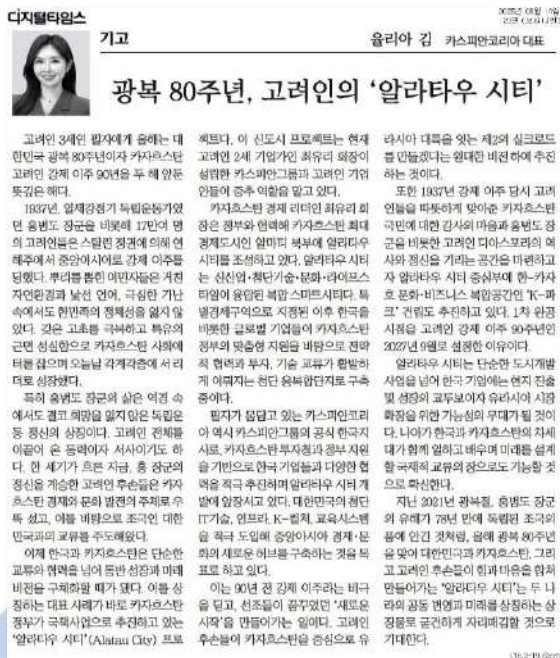 디지털타임스
2025년 08월 14일
기고
율리아 김 카스피안코리아 대표
광복 80주년, 고려인의 ‘알라타우 시티’
고려인 3세인 필자에게 올해는 대
한민국 광복 80주년이자 카자흐스탄
고려인 강제 이주 90년을 두 해 앞둔
뜻깊은 해다.
1937년, 일제강점기 독립운동가였
던 홍범도 장군을 비롯해 17만여 명
의 고려인들은 스탈린 정권에 의해 연
해주에서 중앙아시아로 강제 이주를
당했다. 뿌리를 뽑힌 이민자들은 거친
자연환경과 낯선 언어, 극심한 가난
속에서도 한민족의 정체성을 잃지 않
았다. 갖은 고초를 극복하고 특유의
근면 성실함으로 카자흐스탄 사회에
터를 잡으며 오늘날 각계각층에서 리
더로 성장했다.
특히 홍범도 장군의 삶은 역경 속
에서도 결코 희망을 잃지 않은 독립운
동 정신의 상징이다. 고려인 전체를
이끌어 온 동력이자 서사이기도 하
다. 한 세기가 흐른 지금, 홍 장군의
정신을 계승한 고려인 후손들은 카자
흐스탄 경제와 문화 발전의 주체로 우
뚝 섰고, 이를 바탕으로 조국인 대한
민국과의 교류를 주도해왔다.
이제 한국과 카자흐스탄은 단순한
교류와 협력을 넘어 동반 성장과 미래
비전을 구체화할 때가 됐다. 이를 상
징하는 대표 사례가 바로 카자흐스탄
정부가 국책사업으로 추진하고 있는
‘알라타우 시티’(Alatau City) 프로
젝트다. 이 신도시 프로젝트는 현재
고려인 2세 기업가인 최유리 회장이
설립한 카스피안그룹과 고려인 기업
인들이 중추 역할을 맡고 있다.
카자흐스탄 경제 리더인 최유리 회
장은 정부와 협력해 카자흐스탄 최대
경제도시인 알마티 북부에 알라타우
시티를 조성하고 있다. 알라타우 시티
는 신산업·첨단기술·문화·라이프스
타일이 융합된 복합 스마트시티다. 특
별경제구역으로 지정된 이후 한국을
비롯한 글로벌 기업들이 카자흐스탄
정부의 맞춤형 지원을 바탕으로 전략
적 협력과 투자, 기술 교류가 활발하
게 이뤄지는 첨단 융복합단지로 구축
중이다.
필자가 몸담고 있는 카스피안코리
아 역시 카스피안그룹의 공식 한국지
사로, 카자흐스탄 투자청과 정부 지원
을 기반으로 한국 기업들과 다양한 협
력을 적극 추진하며 알라타우 시티 개
발에 앞장서고 있다. 대한민국의 첨단
IT기술, 인프라, K-컬처, 교육시스템
을 적극 도입해 중앙아시아 경제·문
화의 새로운 허브를 구축하는 것을 목
표로 하고 있다.
이는 90년 전 강제 이주라는 비극
을 딛고, 선조들이 꿈꾸었던 ‘새로운
시작’을 만들어가는 일이다. 고려인
후손들이 카자흐스탄을 중심으로 유
라시아 대륙을 잇는 제2의 실크로드
를 만들겠다는 원대한 비전 하에 추진
하는 것이다.
또한 1937년 강제 이주 당시 고려
인들을 따뜻하게 맞아준 카자흐스탄
국민에 대한 감사의 마음과 홍범도 장
군을 비롯한 고려인 디아스포라의 역
사와 정신을 기리는 공간을 마련하고
자 알라타우 시티 중심부에 한-카자
흐 문화·비즈니스 복합공간인 “K-파
크” 건립도 추진하고 있다. 1차 완공
시점을 고려인 강제 이주 90주년인
2027년 9월로 설정한 이유이다.
알라타우 시티는 단순한 도시개발
사업을 넘어 한국 기업에는 현지 진출
및 성장의 교두보이자 유라시아 시장
확장을 위한 가능성의 무대가 될 것이
다. 나아가 한국과 카자흐스탄의 차세
대가 함께 일하고 배우며 미래를 설계
할 국제적 교류의 장으로도 기능할 것
으로 확신한다.
지난 2021년 광복절, 홍범도 장군
의 유해가 78년 만에 독립된 조국의
품에 안긴 것처럼, 올해 광복 80주년
을 맞아 대한민국과 카자흐스탄, 그리
고 고려인 후손들이 힘과 마음을 합쳐
만들어가는 ‘알라타우 시티’는 두 나
라의 공동 번영과 미래를 상징하는 상
징물로 굳건하게 자리매김할 것으로
기대한다.